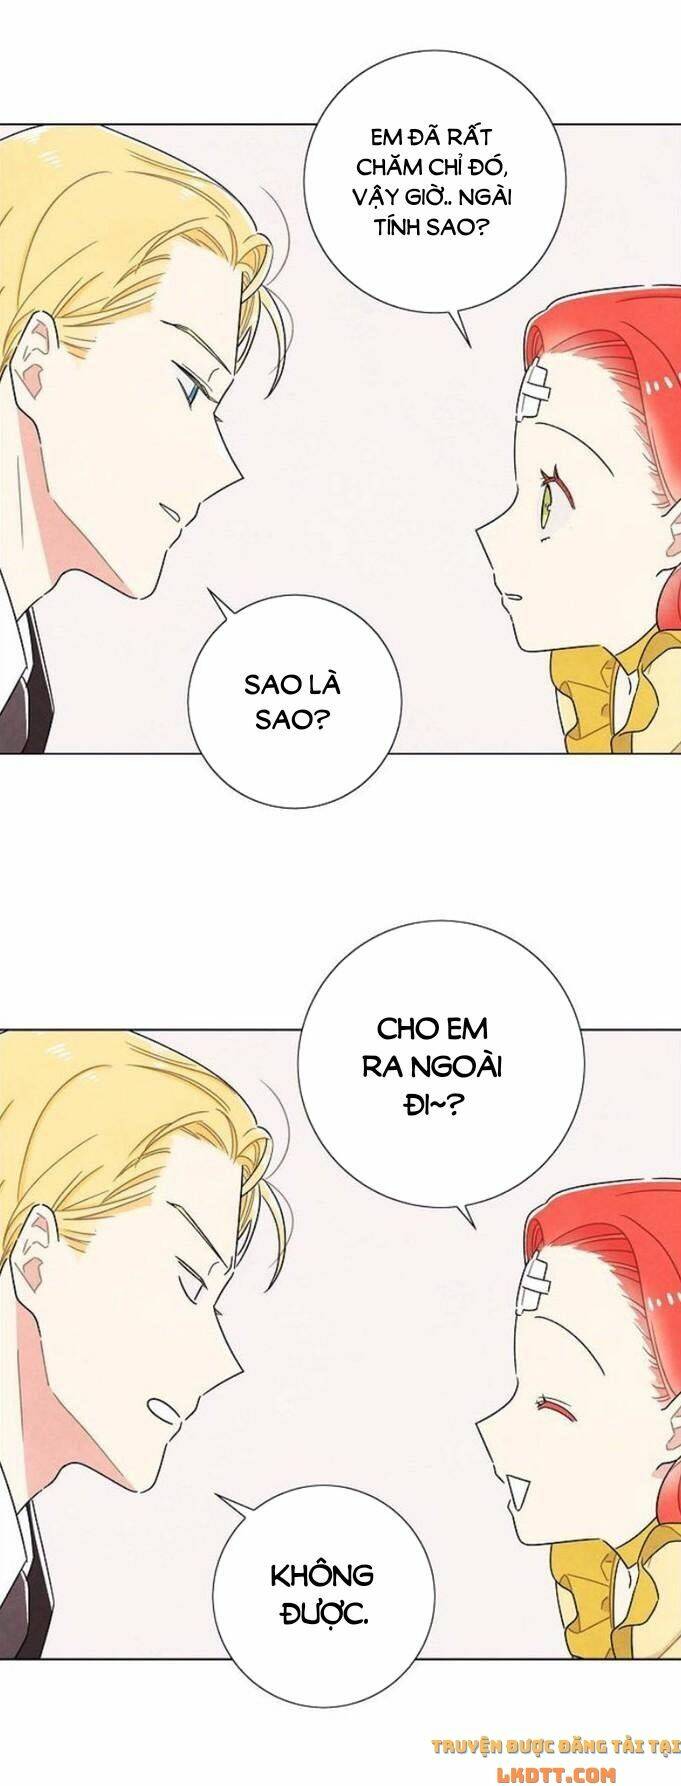 EM ĐÃ RẤT
CHĂM CHỈ ĐÓ,
VẬY GIỜ.. NGÀI
TÍNH SAO?
SAO LÀ
SAO?
CHO EM
RA NGOÀI
ĐI~?
KHÔNG
ĐƯỢC.
TRUYỆN ĐƯỢC ĐĂNG TẢI TẠI
LKDTT.COM